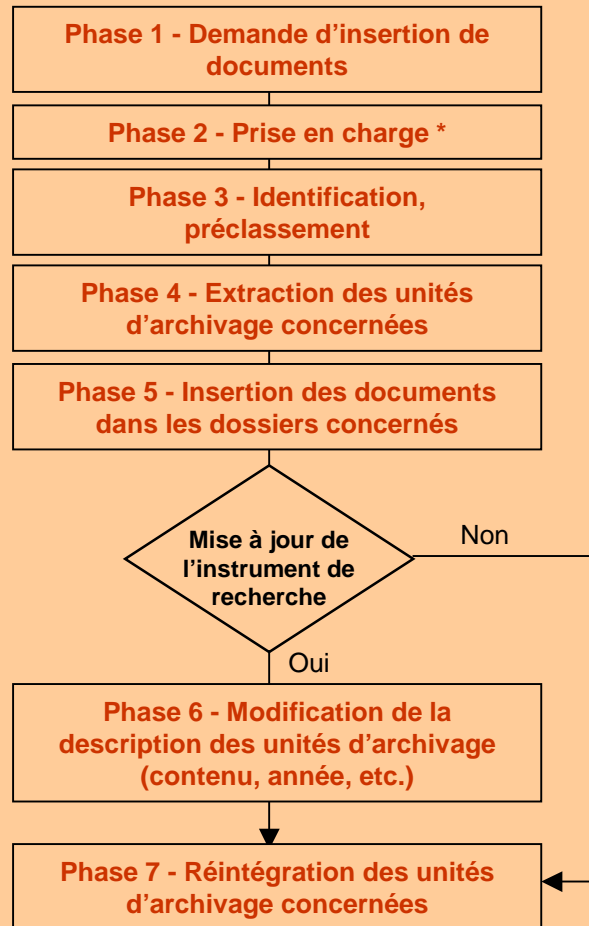 Phase 1 - Demande d’insertion de
documents
Phase 2 - Prise en charge *
Phase 3 - Identification,
préclassement
Phase 4 - Extraction des unités
d’archivage concernées
Phase 5 - Insertion des documents
dans les dossiers concernés
Mise à jour de
l’instrument de
recherche
Non
Oui
Phase 6 - Modification de la
description des unités d’archivage
(contenu, année, etc.)
Phase 7 - Réintégration des unités
d’archivage concernées